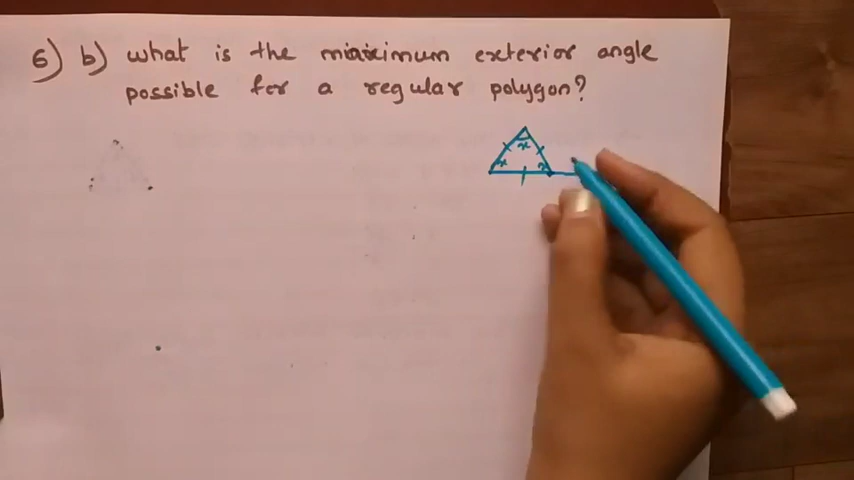 6) b) what is the maximum exterior angle
possible for a regular polygon?
x
x x